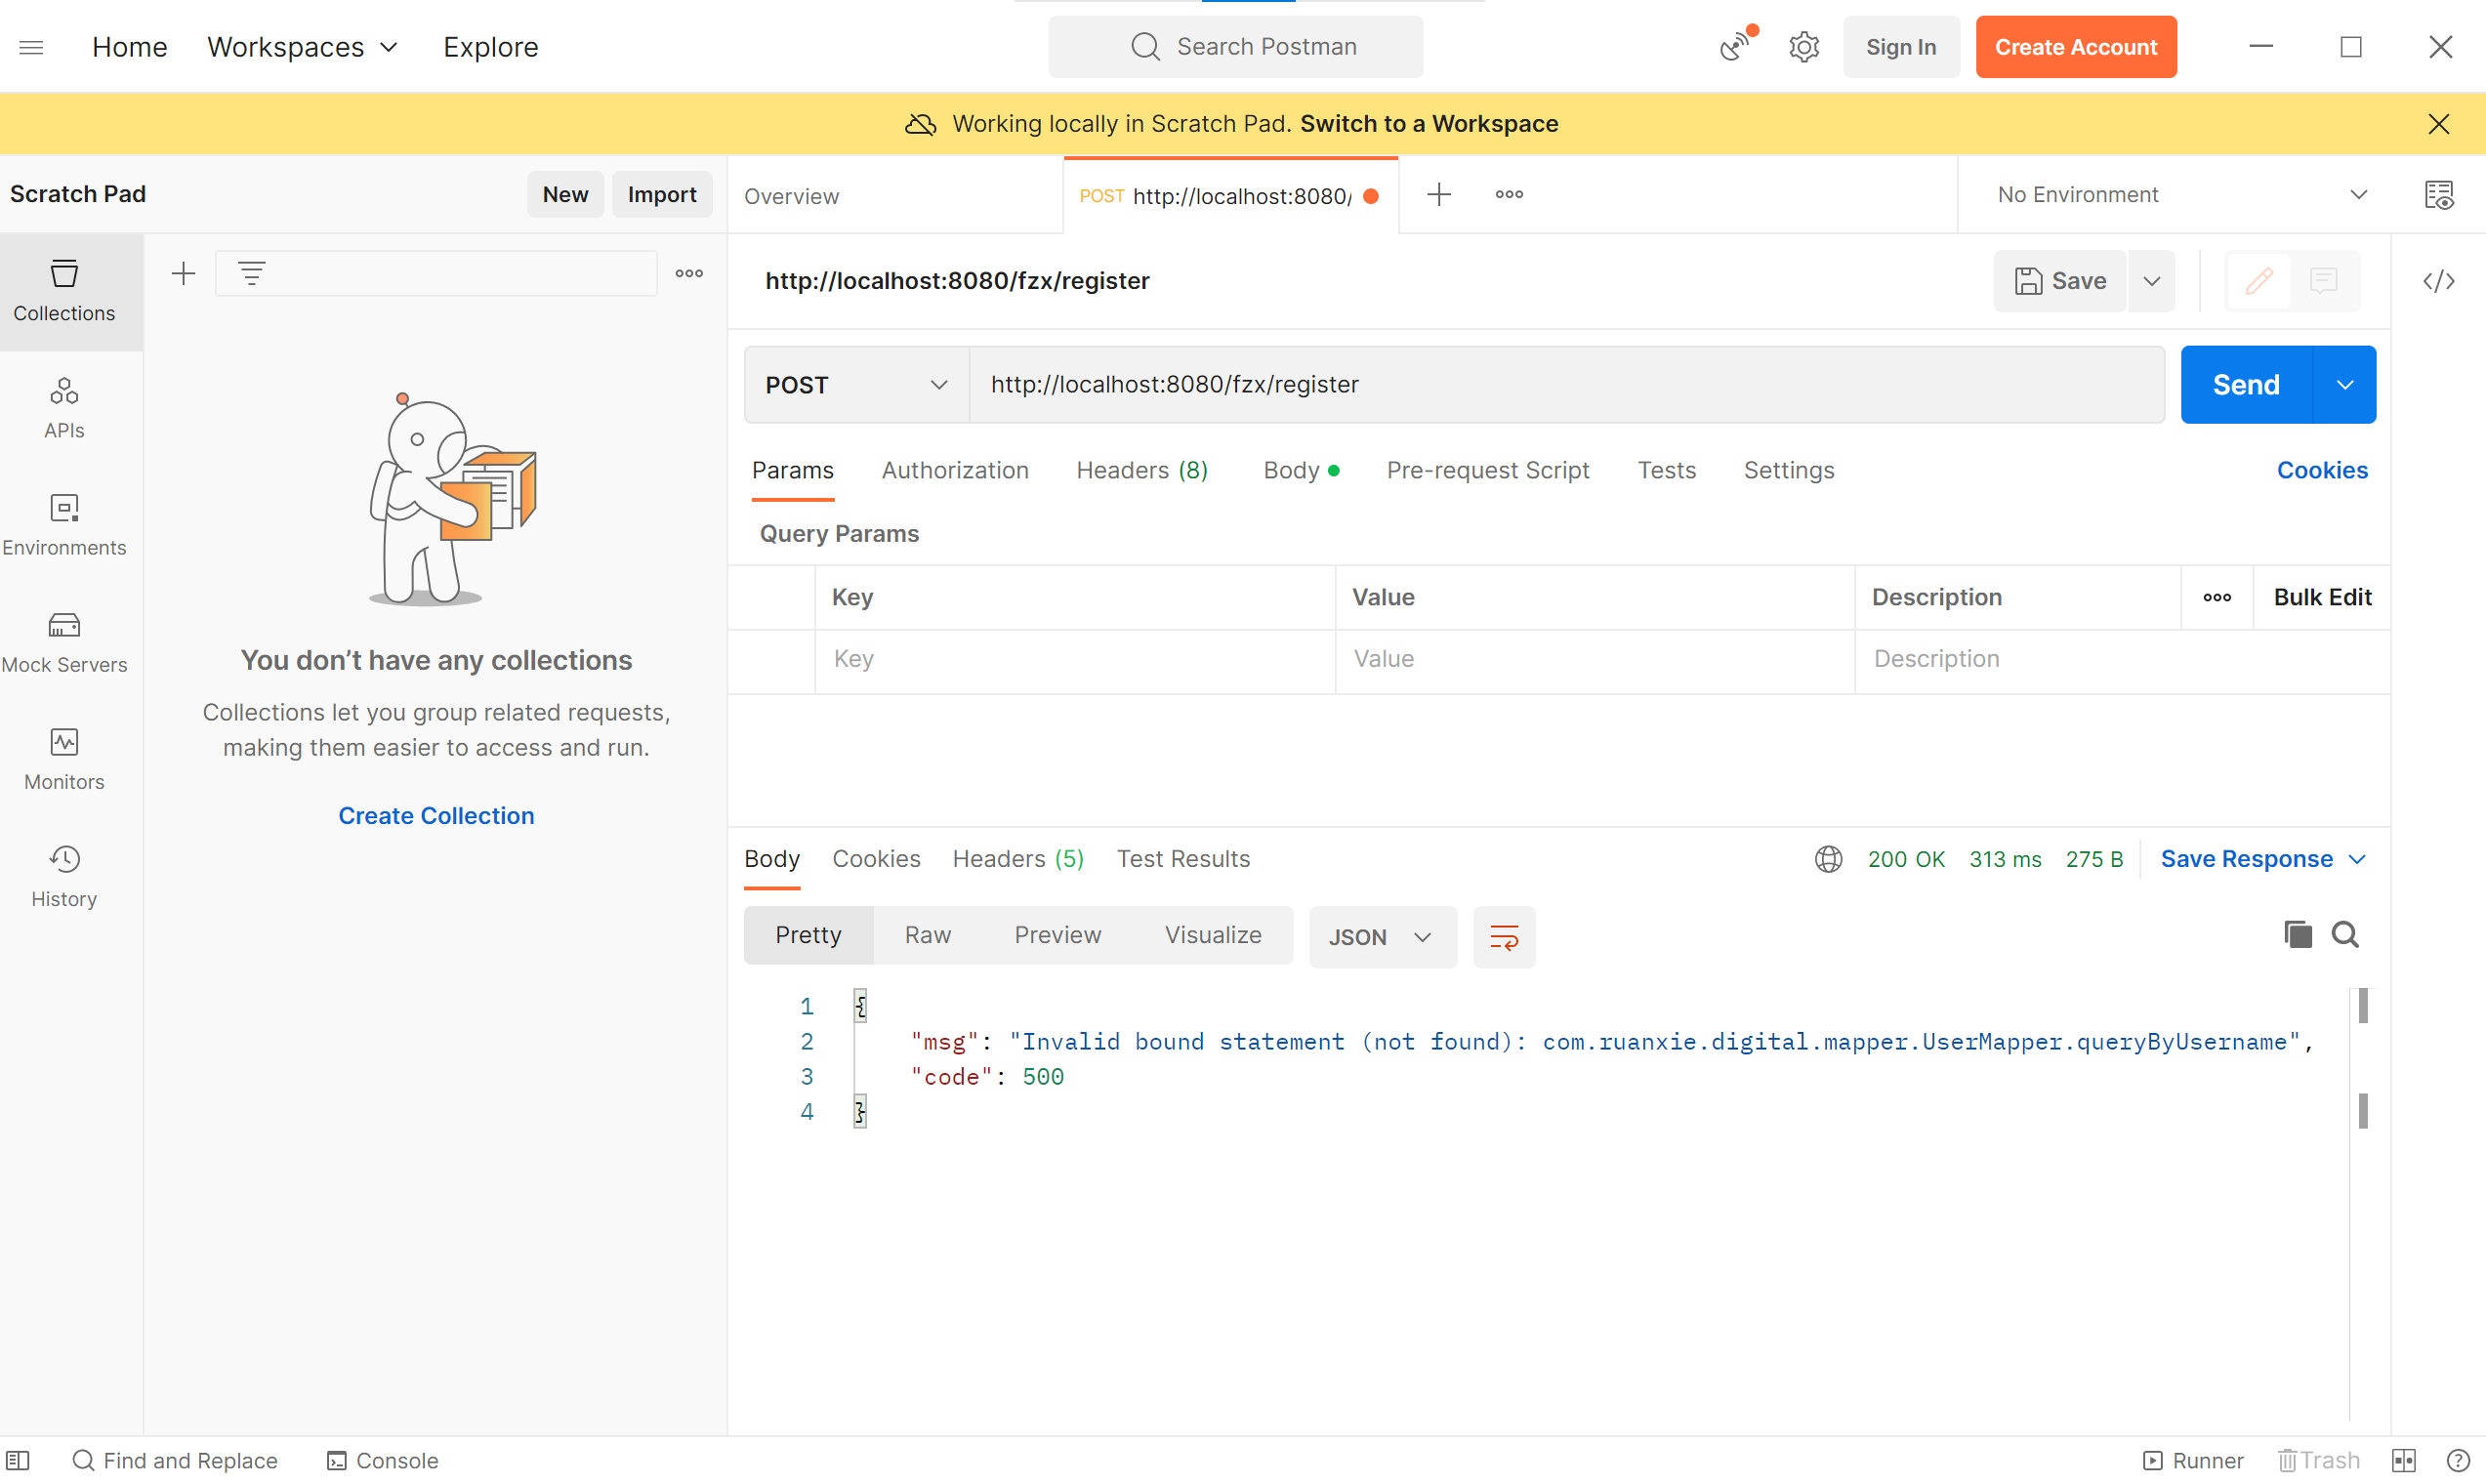 Home Workspaces Explore
Search Postman
Sign In Create Account
Working locally in Scratch Pad. Switch to a Workspace
Scratch Pad New Import
Overview POST http://localhost:8080/ No Environment
Collections
APIs
Environments
Mock Servers
Monitors
History
You don’t have any collections
Collections let you group related requests,
making them easier to access and run.
Create Collection
http://localhost:8080/fzx/register Save
POST http://localhost:8080/fzx/register Send
Params Authorization Headers (8) Body Pre-request Script Tests Settings Cookies
Query Params
Key Value Description Bulk Edit
Key Value Description
Body Cookies Headers (5) Test Results 200 OK 313 ms 275 B Save Response
Pretty Raw Preview Visualize JSON
1 {
2 "msg": "Invalid bound statement (not found): com.ruanxie.digital.mapper.UserMapper.queryByUsername",
3 "code": 500
4 }
Find and Replace Console Runner Trash